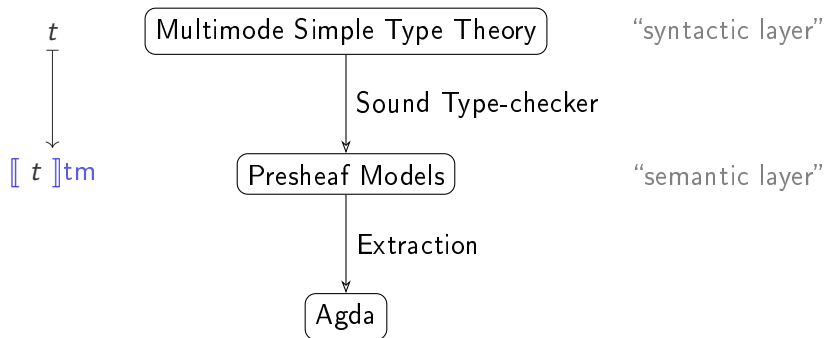 t Multimode Simple Type Theory “syntactic layer”
Sound Type-checker
⟦ t ⟧tm Presheaf Models “semantic layer”
Extraction
Agda